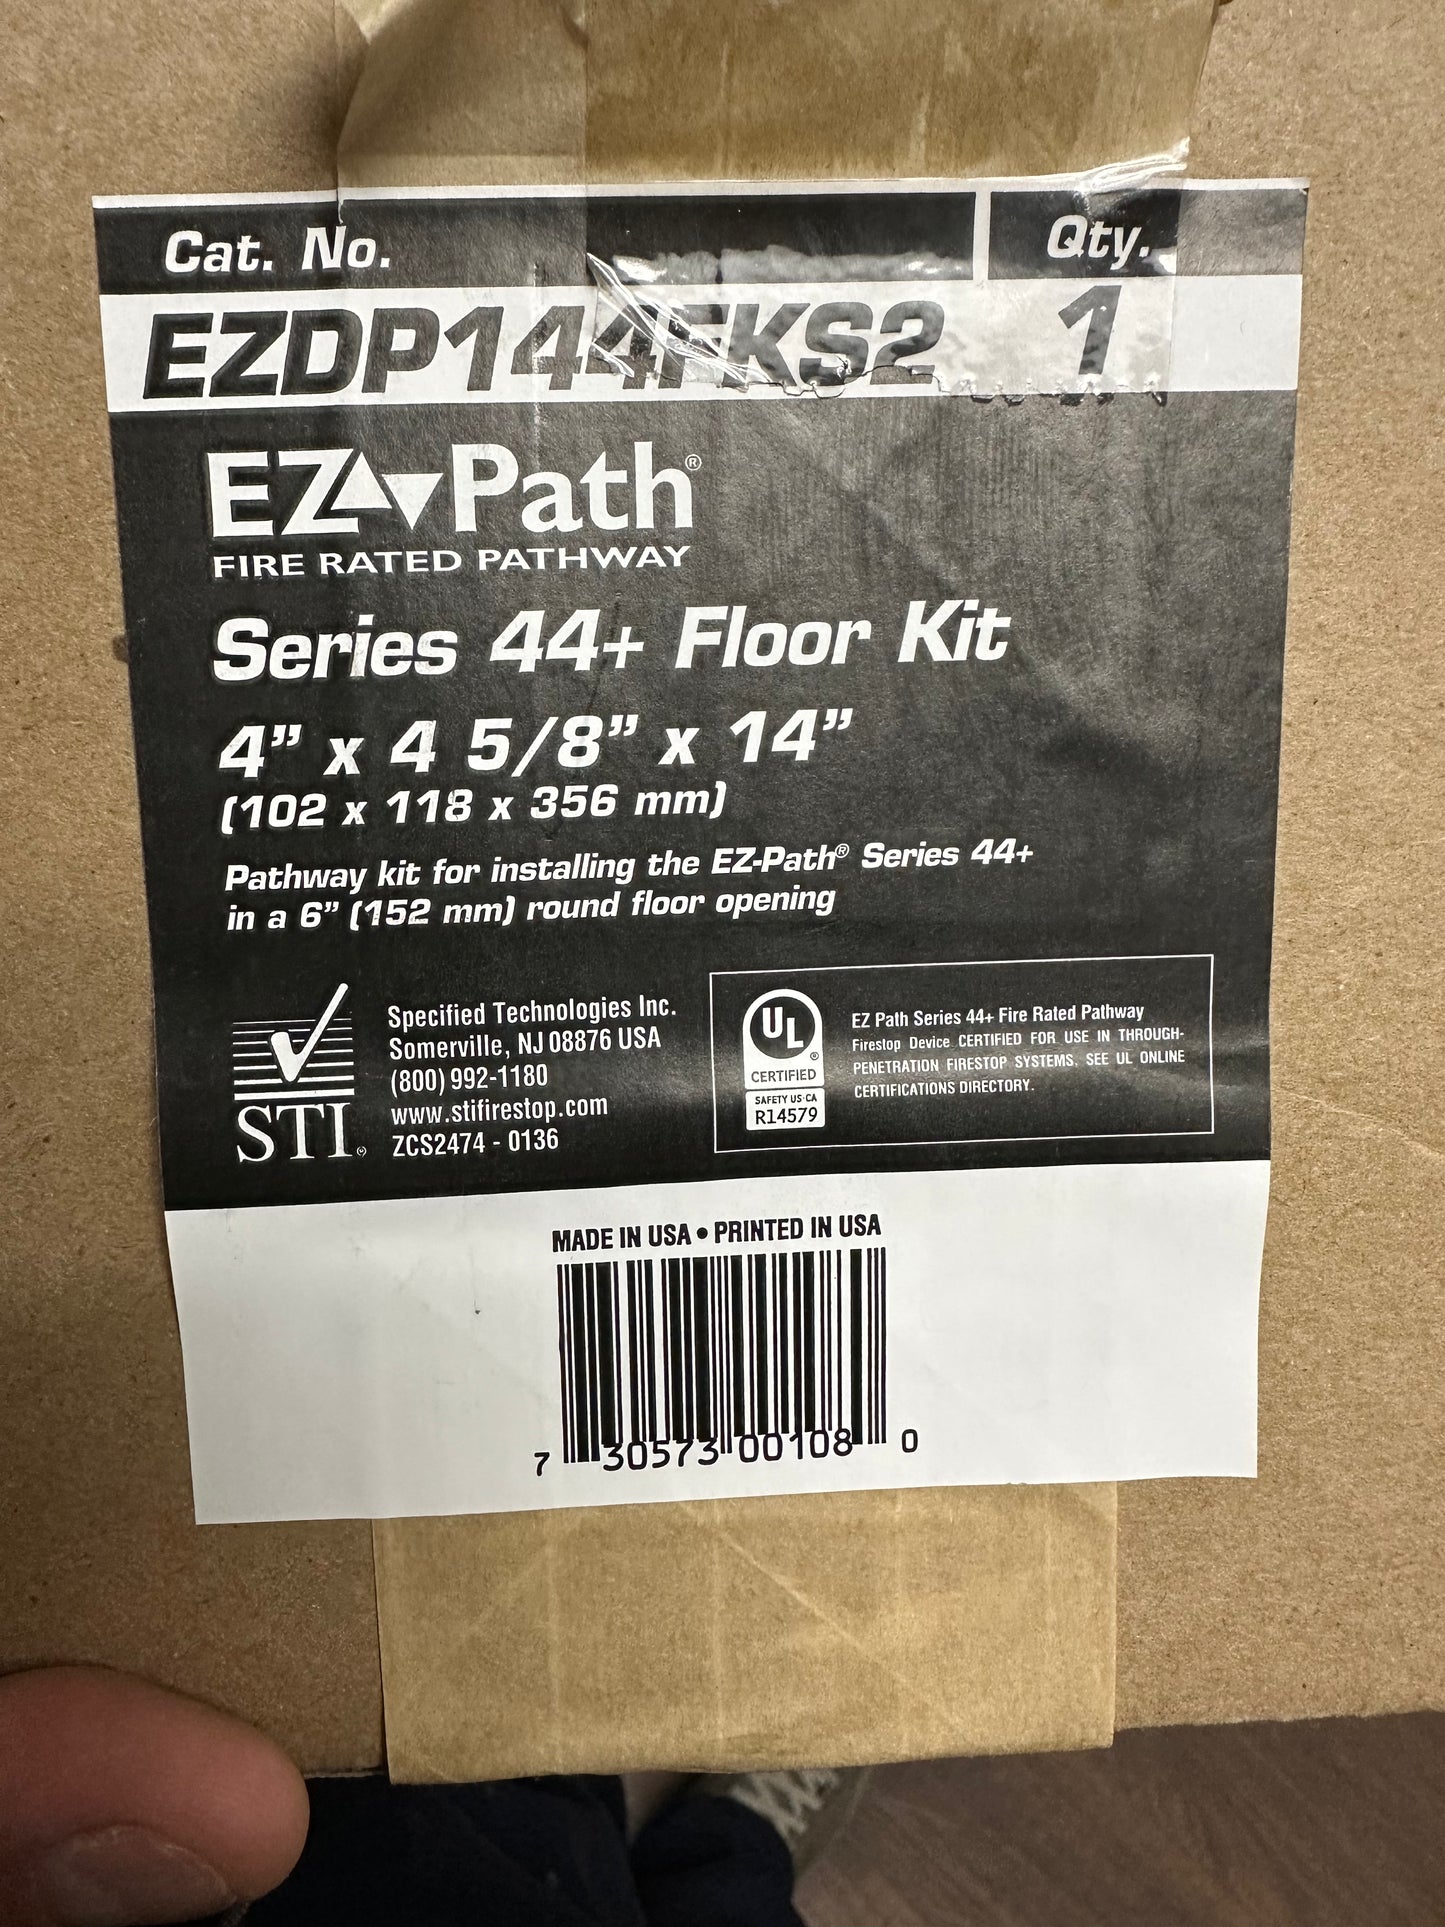 Cat. No. Qty.
EZDP144FKS2 1
EZPath®
FIRE RATED PATHWAY
Series 44+ Floor Kit
4” x 4 5/8” x 14”
(102 x 118 x 356 mm)
Pathway kit for installing the EZ-Path® Series 44+
in a 6” (152 mm) round floor opening
STI®
Specified Technologies Inc.
Somerville, NJ 08876 USA
(800) 992-1180
www.stifirestop.com
ZCS2474 - 0136
UL®
CERTIFIED
SAFETY US-CA
R14579
EZ Path Series 44+ Fire Rated Pathway
Firestop Device CERTIFIED FOR USE IN THROUGH-
PENETRATION FIRESTOP SYSTEMS. SEE UL ONLINE
CERTIFICATIONS DIRECTORY.
MADE IN USA • PRINTED IN USA
7 30573 00108 0